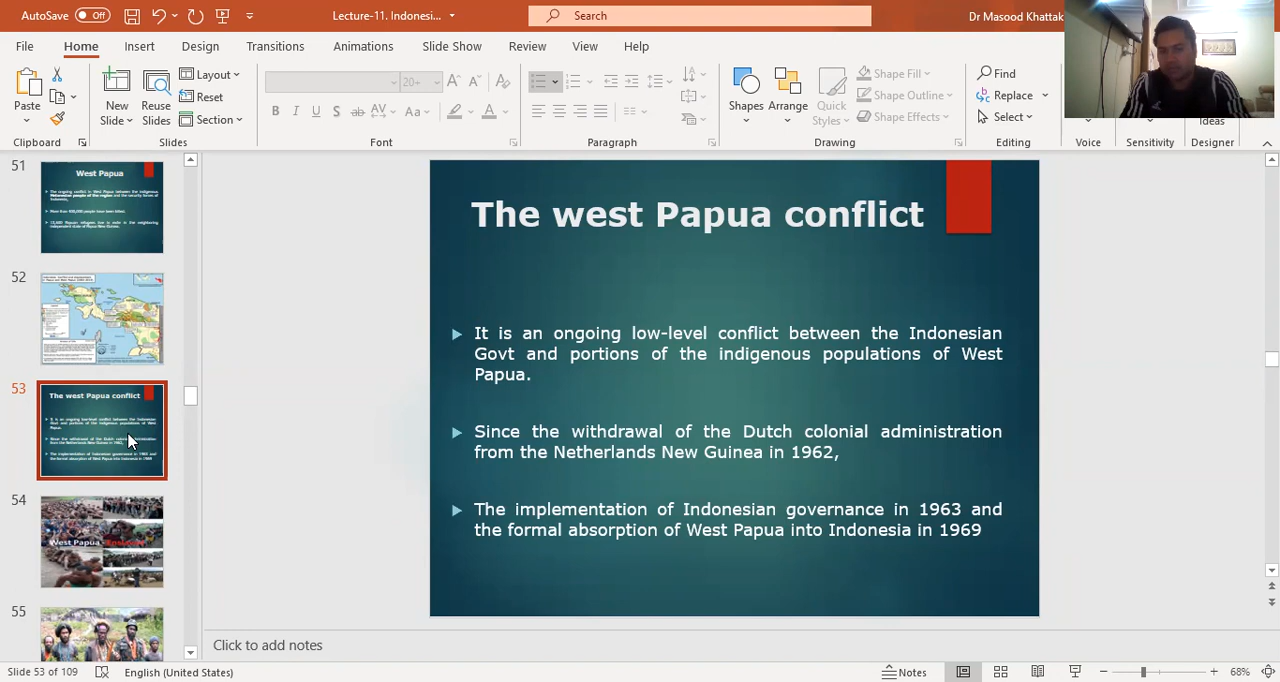 AutoSave Off
Lecture-11. Indonesi...
Search
Dr Masood Khattak
File Home Insert Design Transitions Animations Slide Show Review View Help
Paste
New Slide
Reuse Slides
Layout
Reset
Section
20+
B I U S ab AV Aa A
Shapes
Arrange
Quick Styles
Shape Fill
Shape Outline
Shape Effects
Find
Replace
Select
Ideas
Clipboard Slides Font Paragraph Drawing Editing Voice Sensitivity Designer
51
West Papua
52
53
The west Papua conflict
54
West Papua -
55
The west Papua conflict
It is an ongoing low-level conflict between the Indonesian
Govt and portions of the indigenous populations of West
Papua.
Since the withdrawal of the Dutch colonial administration
from the Netherlands New Guinea in 1962,
The implementation of Indonesian governance in 1963 and
the formal absorption of West Papua into Indonesia in 1969
Click to add notes
Slide 53 of 109
English (United States)
Notes
68%